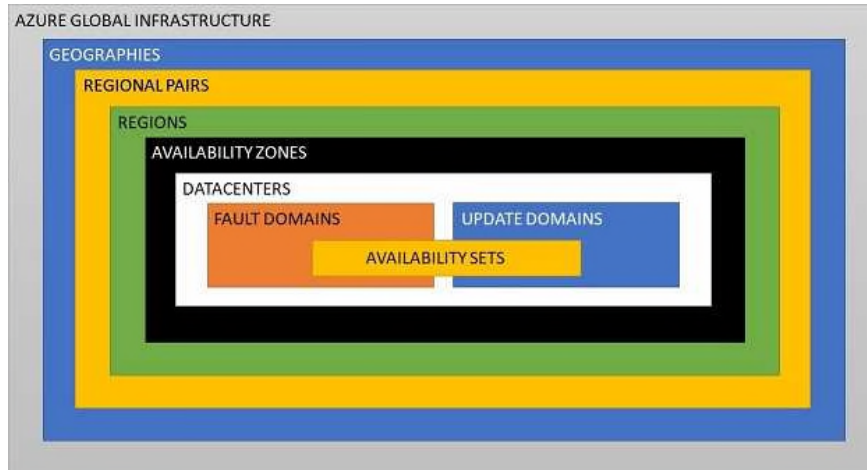 AZURE GLOBAL INFRASTRUCTURE
GEOGRAPHIES
REGIONAL PAIRS
REGIONS
AVAILABILITY ZONES
DATACENTERS
FAULT DOMAINS
UPDATE DOMAINS
AVAILABILITY SETS